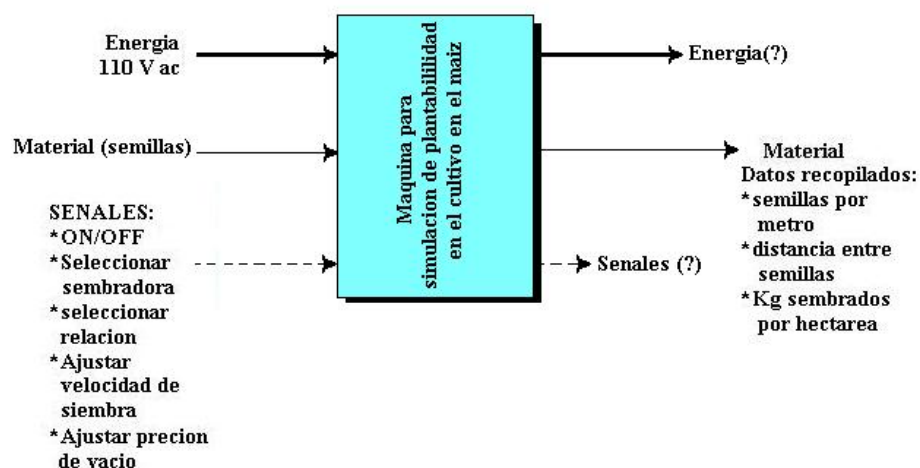 Energia
110 V ac
Material (semillas)
SENALES:
*ON/OFF
*Seleccionar
sembradora
*seleccionar
relacion
*Ajustar
velocidad de
siembra
*Ajustar precion
de vacio
Maquina para
simulacion de plantabililidad
en el cultivo en el maiz
Energia(?)
Material
Datos recopilados:
*semillas por
metro
*distancia entre
semillas
*Kg sembrados
por hectarea
Senales (?)